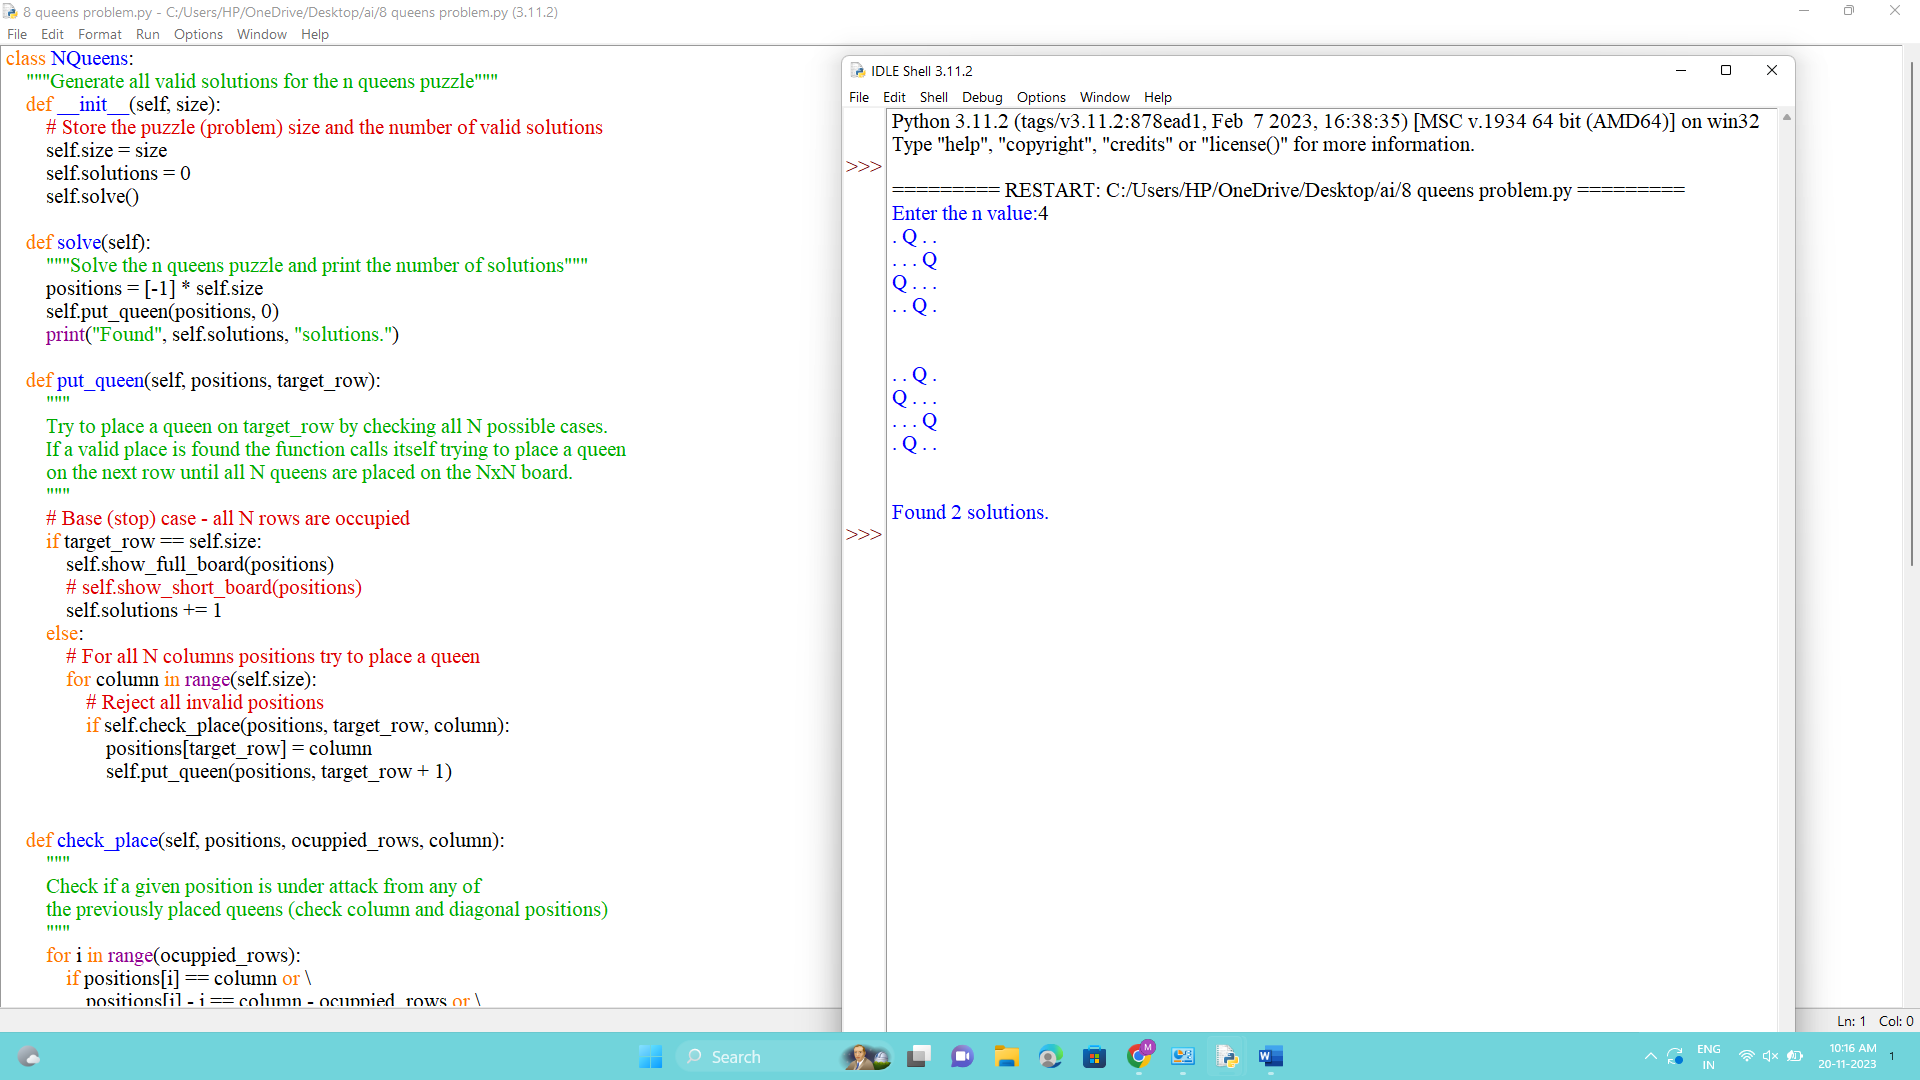 8 queens problem.py - C:/Users/HP/OneDrive/Desktop/ai/8 queens problem.py (3.11.2)
File Edit Format Run Options Window Help
class NQueens:
"""Generate all valid solutions for the n queens puzzle"""
def __init__(self, size):
# Store the puzzle (problem) size and the number of valid solutions
self.size = size
self.solutions = 0
self.solve()
def solve(self):
"""Solve the n queens puzzle and print the number of solutions"""
positions = [-1] * self.size
self.put_queen(positions, 0)
print("Found", self.solutions, "solutions.")
def put_queen(self, positions, target_row):
"""
Try to place a queen on target_row by checking all N possible cases.
If a valid place is found the function calls itself trying to place a queen
on the next row until all N queens are placed on the NxN board.
"""
# Base (stop) case - all N rows are occupied
if target_row == self.size:
self.show_full_board(positions)
# self.show_short_board(positions)
self.solutions += 1
else:
# For all N columns positions try to place a queen
for column in range(self.size):
# Reject all invalid positions
if self.check_place(positions, target_row, column):
positions[target_row] = column
self.put_queen(positions, target_row + 1)
def check_place(self, positions, ocuppied_rows, column):
"""
Check if a given position is under attack from any of
the previously placed queens (check column and diagonal positions)
"""
for i in range(ocuppied_rows):
if positions[i] == column or \
positions[i] - i == column - ocuppied_rows or \
IDLE Shell 3.11.2
File Edit Shell Debug Options Window Help
Python 3.11.2 (tags/v3.11.2:878ead1, Feb  7 2023, 16:38:35) [MSC v.1934 64 bit (AMD64)] on win32
Type "help", "copyright", "credits" or "license()" for more information.
>>>
========= RESTART: C:/Users/HP/OneDrive/Desktop/ai/8 queens problem.py =========
Enter the n value:4
. Q . .
. . . Q
Q . . .
. . Q .
. . Q .
Q . . .
. . . Q
. Q . .
Found 2 solutions.
>>>
Ln: 1 Col: 0
Search
M
W
ENG
IN
10:16 AM
20-11-2023
1